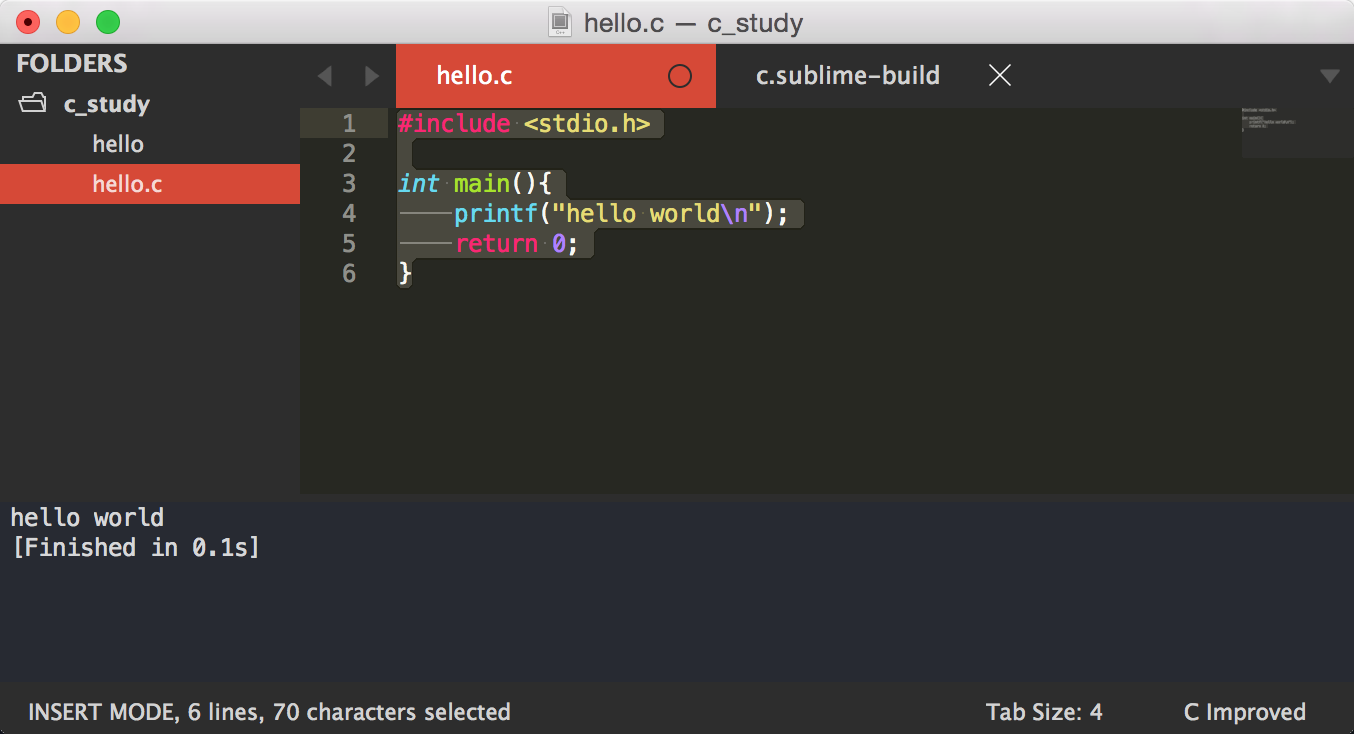 hello.c — c_study
FOLDERS
c_study
hello
hello.c
hello.c
c.sublime-build
1 #include <stdio.h>
2
3 int main(){
4 printf("hello world\n");
5 return 0;
6 }
hello world
[Finished in 0.1s]
INSERT MODE, 6 lines, 70 characters selected
Tab Size: 4
C Improved